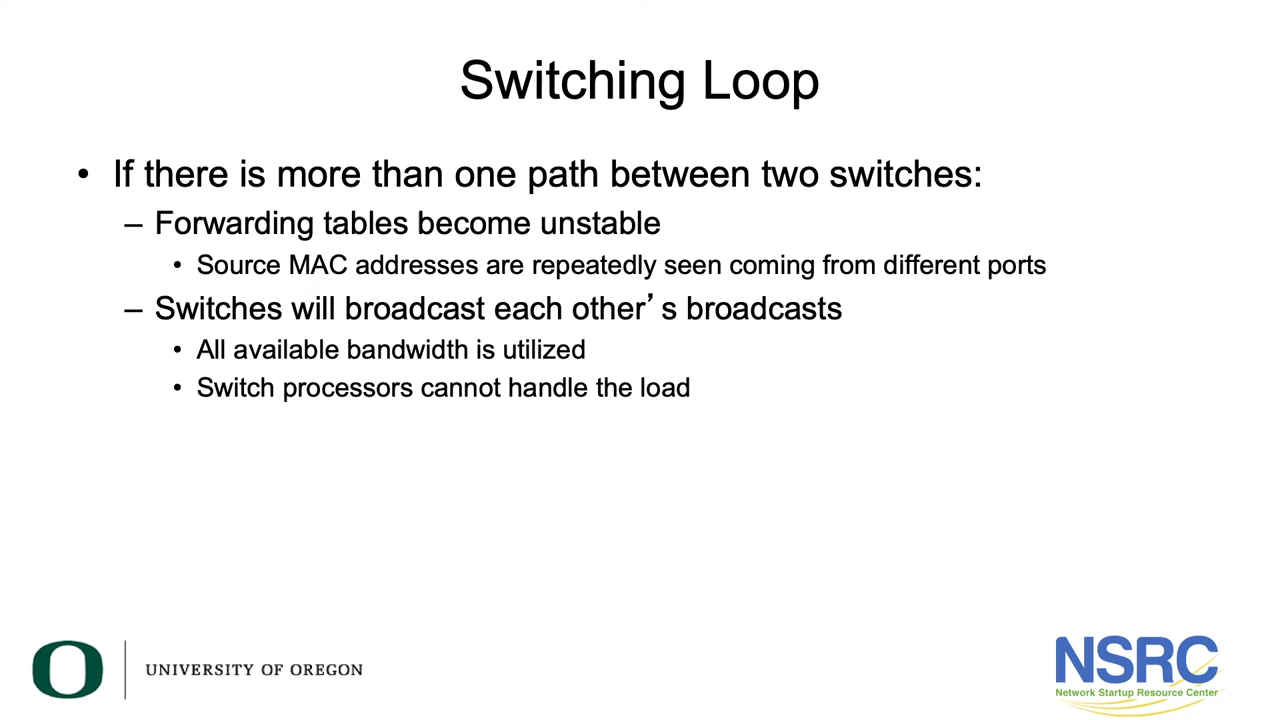 Switching Loop
• If there is more than one path between two switches:
– Forwarding tables become unstable
• Source MAC addresses are repeatedly seen coming from different ports
– Switches will broadcast each other’s broadcasts
• All available bandwidth is utilized
• Switch processors cannot handle the load
O
UNIVERSITY OF OREGON
NSRC
Network Startup Resource Center